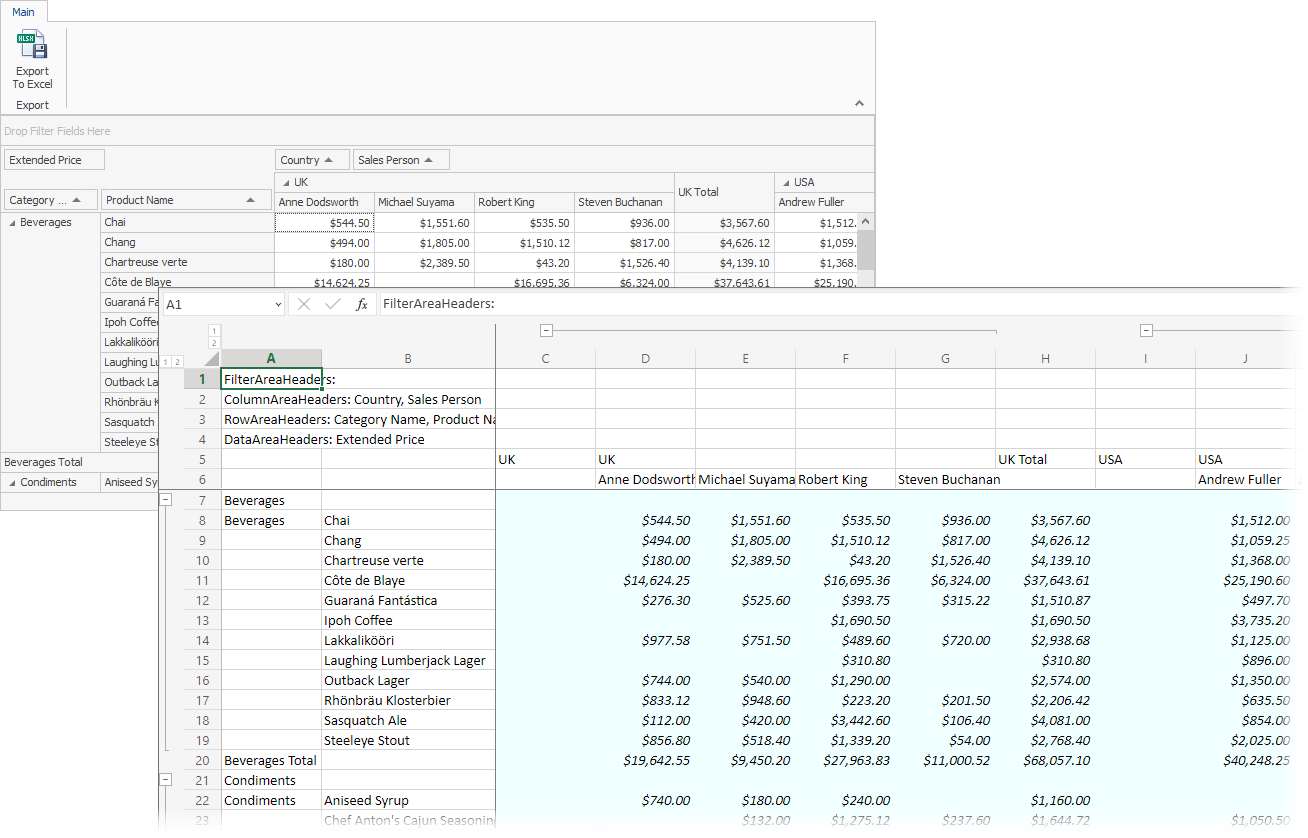 Main
XLSX
Export
To Excel
Export
Drop Filter Fields Here
Extended Price
Country Sales Person
UK UK Total USA
Category ... Product Name Anne Dodsworth Michael Suyama Robert King Steven Buchanan Andrew Fuller
Beverages Chai $544.50 $1,551.60 $535.50 $936.00 $3,567.60 $1,512.
Chang $494.00 $1,805.00 $1,510.12 $817.00 $4,626.12 $1,059.
Chartreuse verte $180.00 $2,389.50 $43.20 $1,526.40 $4,139.10 $1,368.
Côte de Blaye $14,624.25 $16,695.36 $6,324.00 $37,643.61 $25,190.
Guaraná Fa
Ipoh Coffe
Lakkalikööri
Laughing Lu
Outback La
Rhönbräu K
Sasquatch
Steeleye St
Beverages Total
Condiments Aniseed Sy
A1 fx FilterAreaHeaders:
1
2
1 2 A B C D E F G H I J
1 FilterAreaHeaders:
2 ColumnAreaHeaders: Country, Sales Person
3 RowAreaHeaders: Category Name, Product Na
4 DataAreaHeaders: Extended Price
5 UK UK UK Total USA USA
6 Anne Dodsworth Michael Suyama Robert King Steven Buchanan Andrew Fuller
7 Beverages
8 Beverages Chai $544.50 $1,551.60 $535.50 $936.00 $3,567.60 $1,512.00
9 Chang $494.00 $1,805.00 $1,510.12 $817.00 $4,626.12 $1,059.25
10 Chartreuse verte $180.00 $2,389.50 $43.20 $1,526.40 $4,139.10 $1,368.00
11 Côte de Blaye $14,624.25 $16,695.36 $6,324.00 $37,643.61 $25,190.60
12 Guaraná Fantástica $276.30 $525.60 $393.75 $315.22 $1,510.87 $497.70
13 Ipoh Coffee $1,690.50 $1,690.50 $3,735.20
14 Lakkalikööri $977.58 $751.50 $489.60 $720.00 $2,938.68 $1,125.00
15 Laughing Lumberjack Lager $310.80 $310.80 $896.00
16 Outback Lager $744.00 $540.00 $1,290.00 $2,574.00 $1,350.00
17 Rhönbräu Klosterbier $833.12 $948.60 $223.20 $201.50 $2,206.42 $635.50
18 Sasquatch Ale $112.00 $420.00 $3,442.60 $106.40 $4,081.00 $854.00
19 Steeleye Stout $856.80 $518.40 $1,339.20 $54.00 $2,768.40 $2,025.00
20 Beverages Total $19,642.55 $9,450.20 $27,963.83 $11,000.52 $68,057.10 $40,248.25
21 Condiments
22 Condiments Aniseed Syrup $740.00 $180.00 $240.00 $1,160.00
23 Chef Anton's Cajun Seasoning $132.00 $1,275.12 $237.60 $1,644.72 $1,050.50